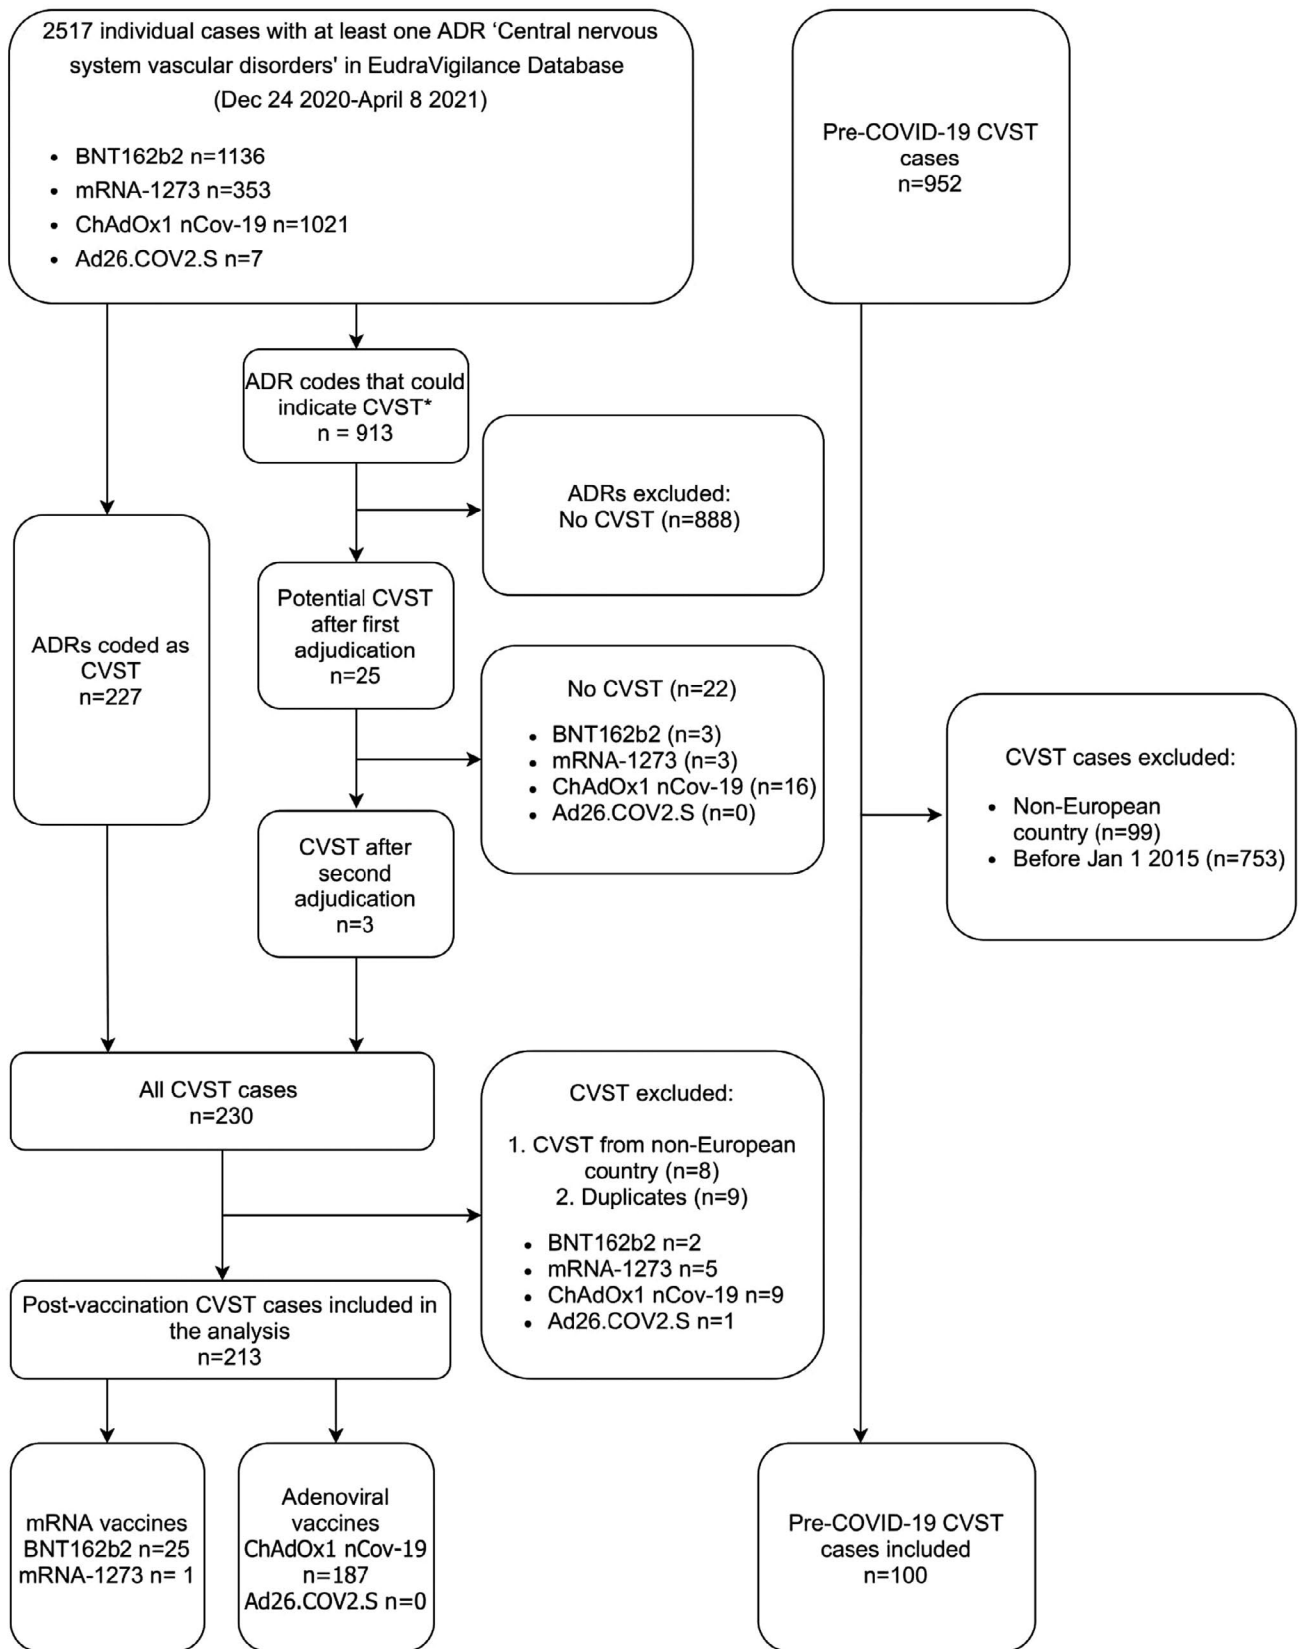 2517 individual cases with at least one ADR ‘Central nervous
system vascular disorders' in EudraVigilance Database
(Dec 24 2020-April 8 2021)
• BNT162b2 n=1136
• mRNA-1273 n=353
• ChAdOx1 nCov-19 n=1021
• Ad26.COV2.S n=7
Pre-COVID-19 CVST
cases
n=952
ADR codes that could
indicate CVST*
n = 913
ADRs excluded:
No CVST (n=888)
ADRs coded as
CVST
n=227
Potential CVST
after first
adjudication
n=25
No CVST (n=22)
• BNT162b2 (n=3)
• mRNA-1273 (n=3)
• ChAdOx1 nCov-19 (n=16)
• Ad26.COV2.S (n=0)
CVST cases excluded:
• Non-European
country (n=99)
• Before Jan 1 2015 (n=753)
CVST after
second
adjudication
n=3
All CVST cases
n=230
CVST excluded:
1. CVST from non-European
country (n=8)
2. Duplicates (n=9)
• BNT162b2 n=2
• mRNA-1273 n=5
• ChAdOx1 nCov-19 n=9
• Ad26.COV2.S n=1
Post-vaccination CVST cases included in
the analysis
n=213
mRNA vaccines
BNT162b2 n=25
mRNA-1273 n= 1
Adenoviral
vaccines
ChAdOx1 nCov-19
n=187
Ad26.COV2.S n=0
Pre-COVID-19 CVST
cases included
n=100